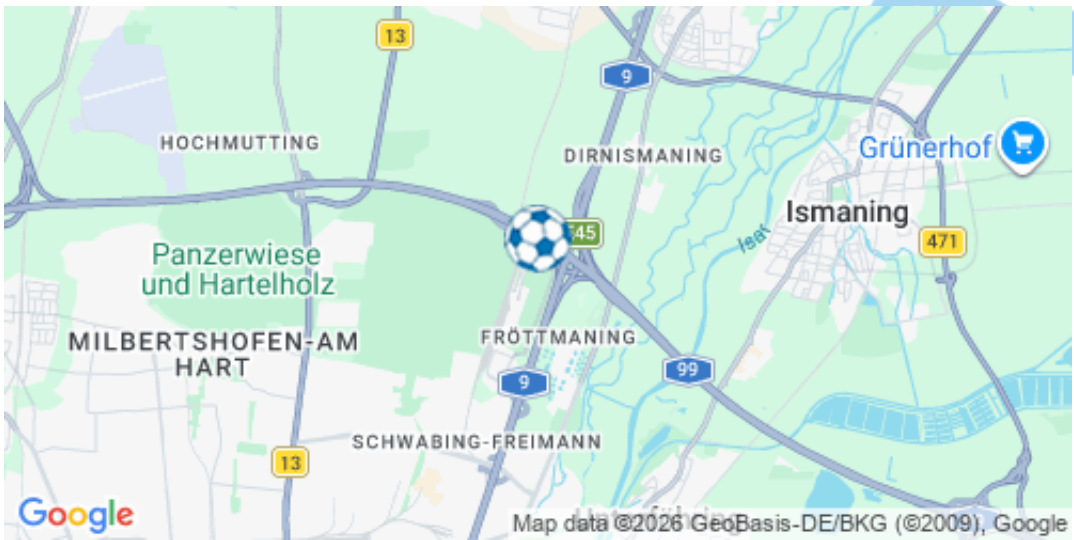 13
9
HOCHMUTTING
DIRNISMANING
Grünerhof
Ismaning
Isar
E45
471
Panzerwiese
und Hartelholz
FRÖTTMANING
MILBERTSHOFEN-AM
HART
99
9
SCHWABING-FREIMANN
13
Unterföhring
Google
Map data ©2026 GeoBasis-DE/BKG (©2009), Google